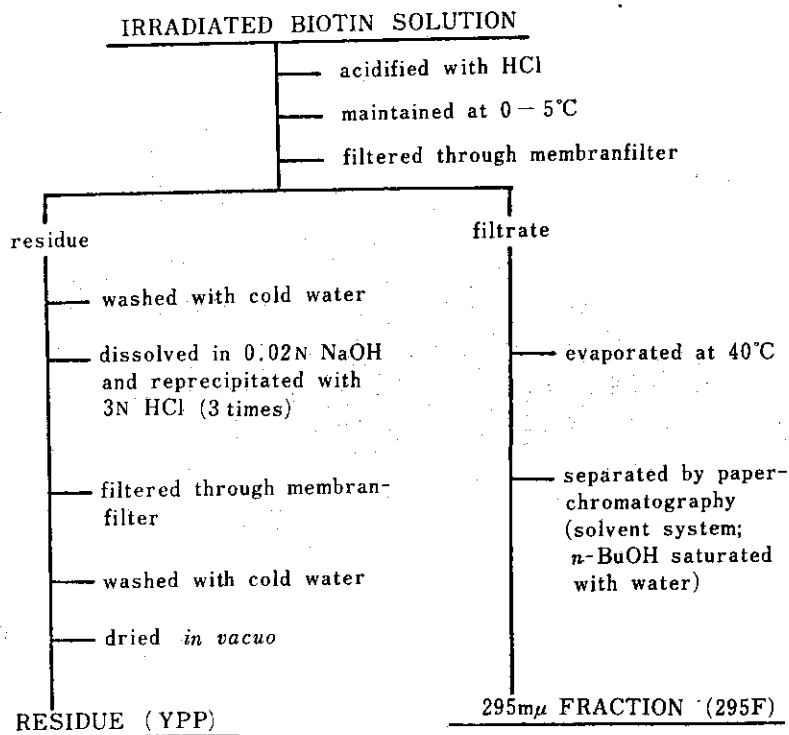 IRRADIATED BIOTIN SOLUTION
acidified with HCl
maintained at 0 – 5°C
filtered through membranfilter
residue
washed with cold water
dissolved in 0.02N NaOH
and reprecipitated with
3N HCl (3 times)
filtered through membran-
filter
washed with cold water
dried in vacuo
RESIDUE (YPP)
filtrate
evaporated at 40°C
separated by paper-
chromatography
(solvent system;
n-BuOH saturated
with water)
295mμ FRACTION (295F)